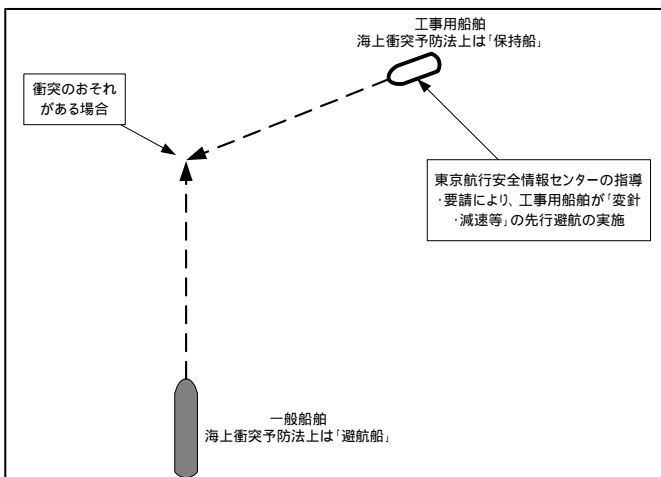 工事用船舶
海上衝突予防法上は「保持船」
衝突のおそれ
がある場合
東京航行安全情報センターの指導
・要請により、工事用船舶が「変針
・減速等」の先行避航の実施
一般船舶
海上衝突予防法上は「避航船」